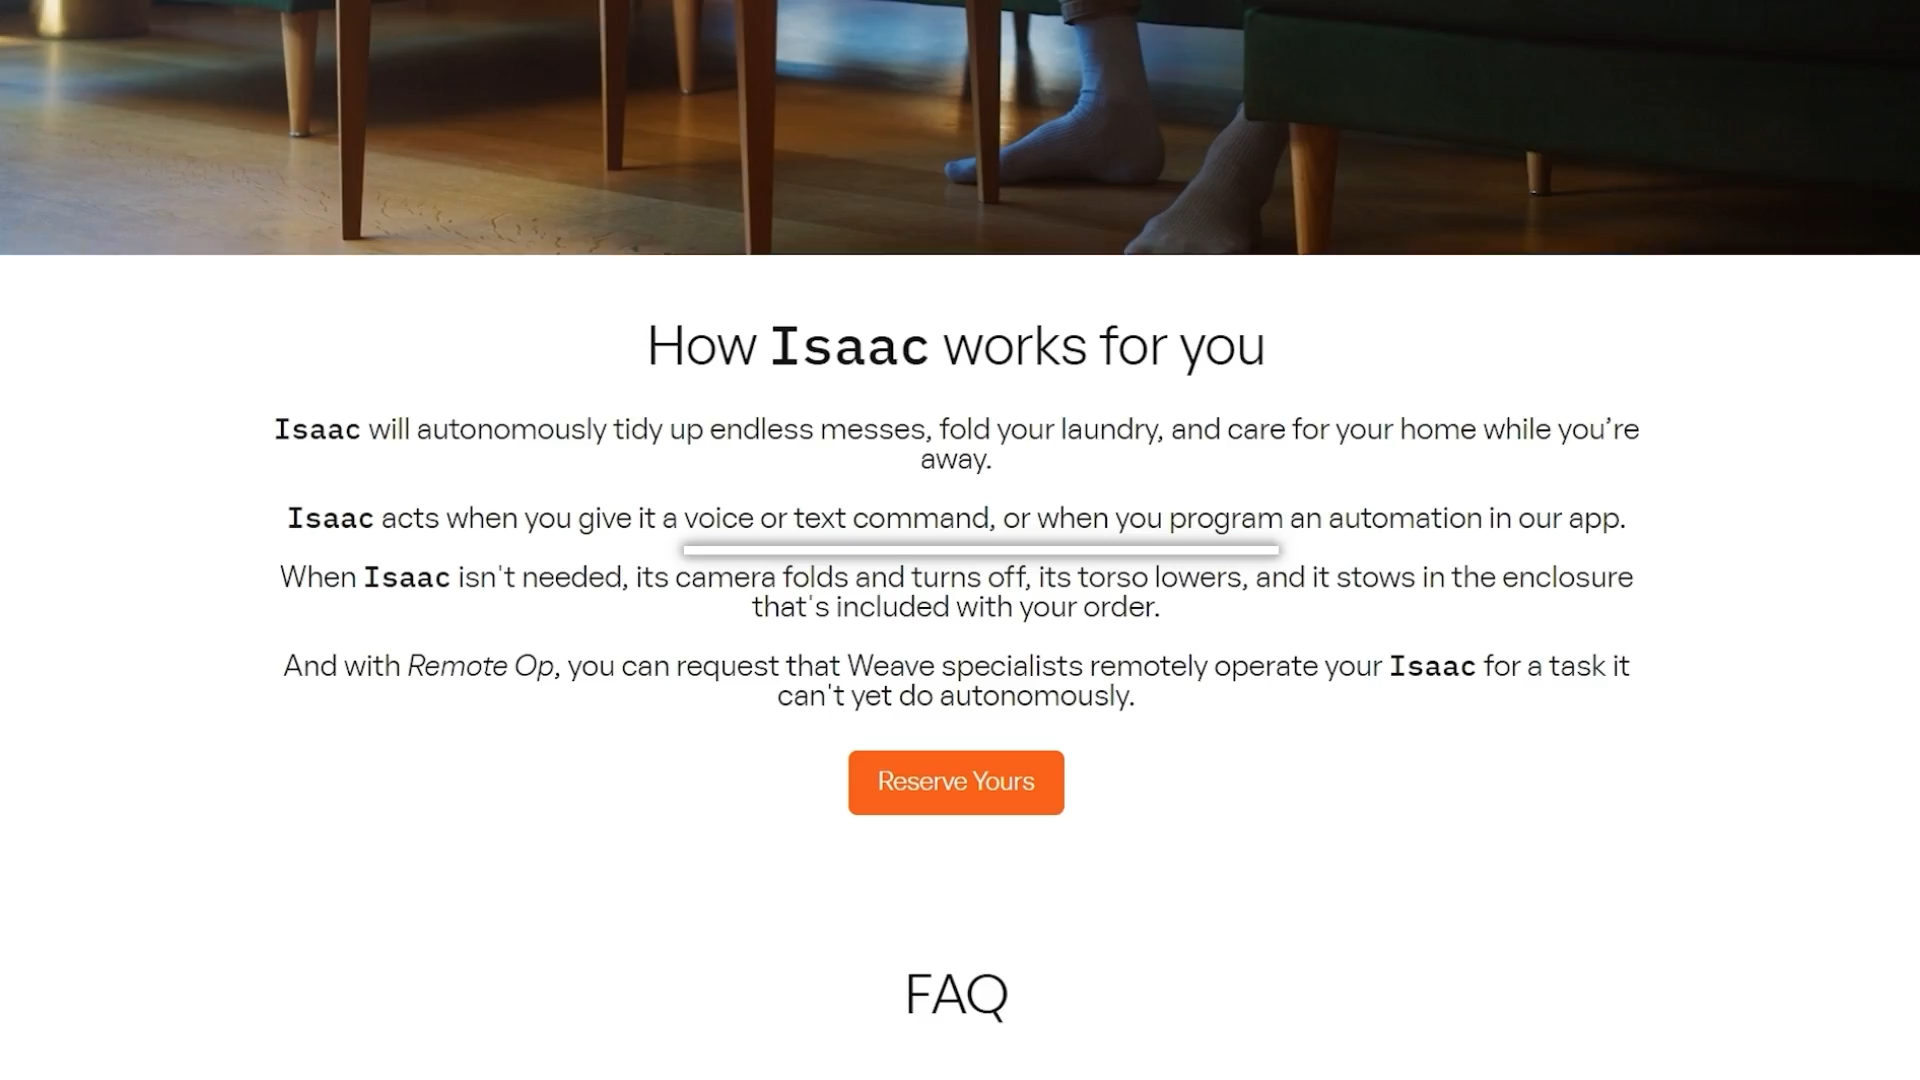 How Isaac works for you
Isaac will autonomously tidy up endless messes, fold your laundry, and care for your home while you’re
away.
Isaac acts when you give it a voice or text command, or when you program an automation in our app.
When Isaac isn't needed, its camera folds and turns off, its torso lowers, and it stows in the enclosure
that's included with your order.
And with Remote Op, you can request that Weave specialists remotely operate your Isaac for a task it
can't yet do autonomously.
Reserve Yours
FAQ